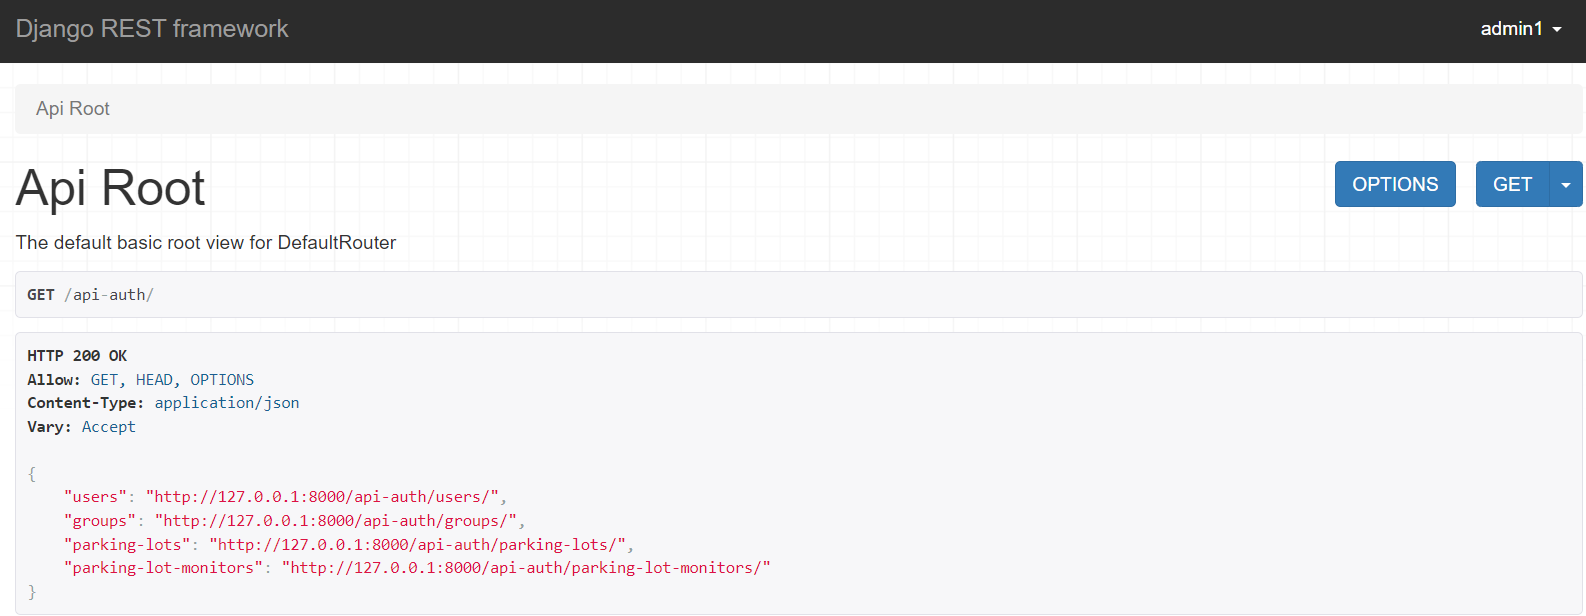 Django REST framework
admin1
Api Root
Api Root
OPTIONS
GET
The default basic root view for DefaultRouter
GET /api-auth/
HTTP 200 OK
Allow: GET, HEAD, OPTIONS
Content-Type: application/json
Vary: Accept
{
"users": "http://127.0.0.1:8000/api-auth/users/",
"groups": "http://127.0.0.1:8000/api-auth/groups/",
"parking-lots": "http://127.0.0.1:8000/api-auth/parking-lots/",
"parking-lot-monitors": "http://127.0.0.1:8000/api-auth/parking-lot-monitors/"
}